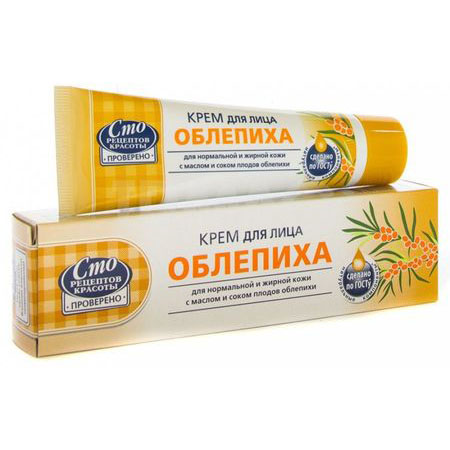 Сто
РЕЦЕПТОВ
КРАСОТЫ
ПРОВЕРЕНО
КРЕМ ДЛЯ ЛИЦА
ОБЛЕПИХА
для нормальной и жирной кожи
с маслом и соком плодов облепихи
СДЕЛАНО
ПО ГОСТУ
Сто
РЕЦЕПТОВ
КРАСОТЫ
ПРОВЕРЕНО
КРЕМ ДЛЯ ЛИЦА
ОБЛЕПИХА
для нормальной и жирной кожи
с маслом и соком плодов облепихи
СДЕЛАНО
ПО ГОСТУ